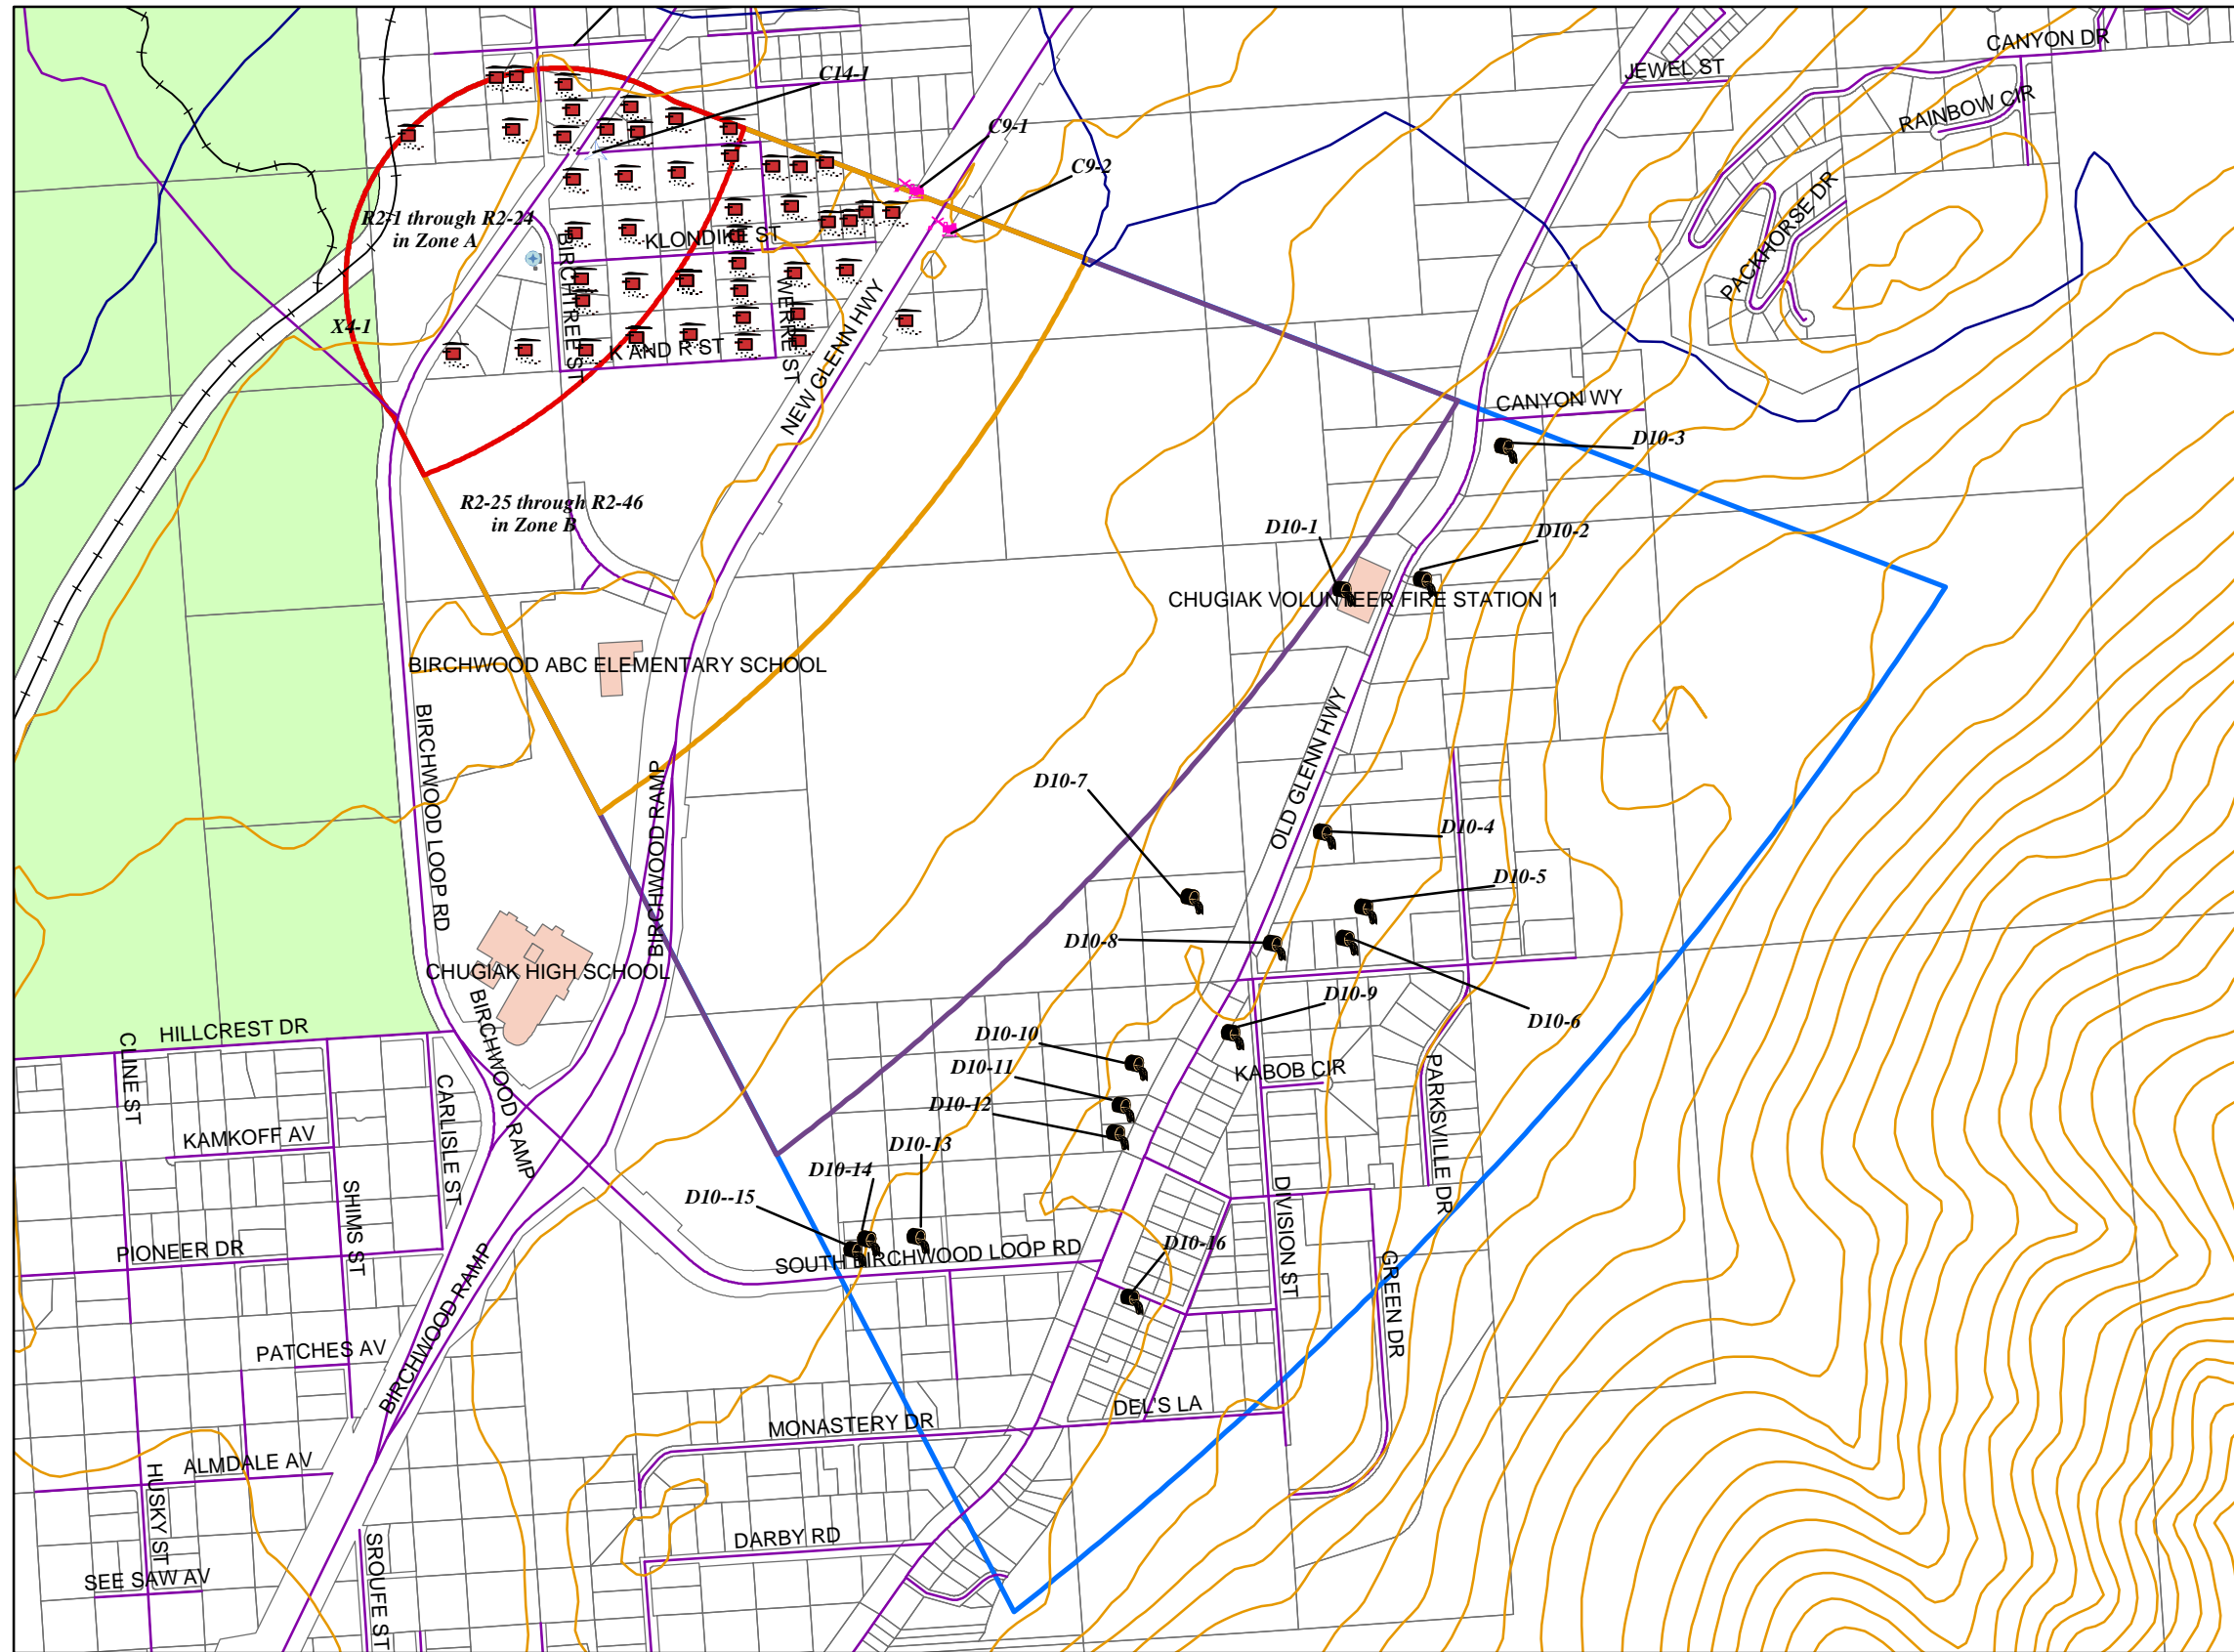 CANYON DR
JEWEL ST
C14-1
RAINBOW CIR
C9-1
C9-2
PACKHORSE DR
R2-1 through R2-24
in Zone A
BIRCHTREE ST
KLONDIKE ST
WERRE ST
NEW GLENN HWY
X4-1
K AND R ST
CANYON WY
D10-3
R2-25 through R2-46
in Zone B
D10-1
D10-2
CHUGIAK VOLUNTEER FIRE STATION 1
BIRCHWOOD ABC ELEMENTARY SCHOOL
BIRCHWOOD LOOP RD
BIRCHWOOD RAMP
OLD GLENN HWY
D10-7
D10-4
D10-5
D10-8
CHUGIAK HIGH SCHOOL
D10-9
D10-6
BIRCHWOOD RAMP
HILLCREST DR
CLINE ST
D10-10
D10-11
KABOB CIR
PARKSVILLE DR
CARLISLE ST
D10-12
KAMKOFF AV
D10-13
D10-14
D10--15
SHIMS ST
DIVISION ST
PIONEER DR
SOUTH BIRCHWOOD LOOP RD
D10-16
BIRCHWOOD RAMP
GREEN DR
PATCHES AV
DEL'S LA
MONASTERY DR
ALMDALE AV
HUSKY ST
DARBY RD
SROUFE ST
SEE SAW AV